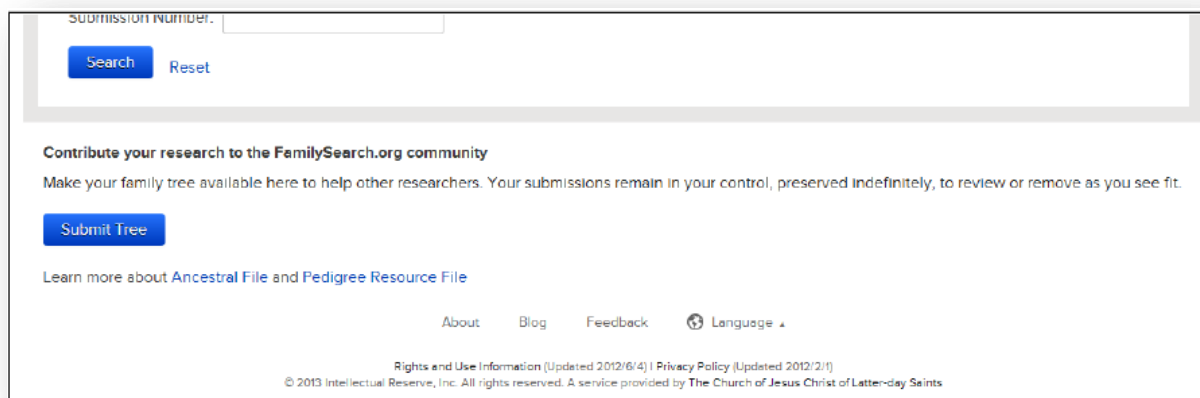 Submission Number:
Search Reset
Contribute your research to the FamilySearch.org community
Make your family tree available here to help other researchers. Your submissions remain in your control, preserved indefinitely, to review or remove as you see fit.
Submit Tree
Learn more about Ancestral File and Pedigree Resource File
About Blog Feedback Language
Rights and Use Information (Updated 2012/6/4) | Privacy Policy (Updated 2012/2/1)
© 2013 Intellectual Reserve, Inc. All rights reserved. A service provided by The Church of Jesus Christ of Latter-day Saints